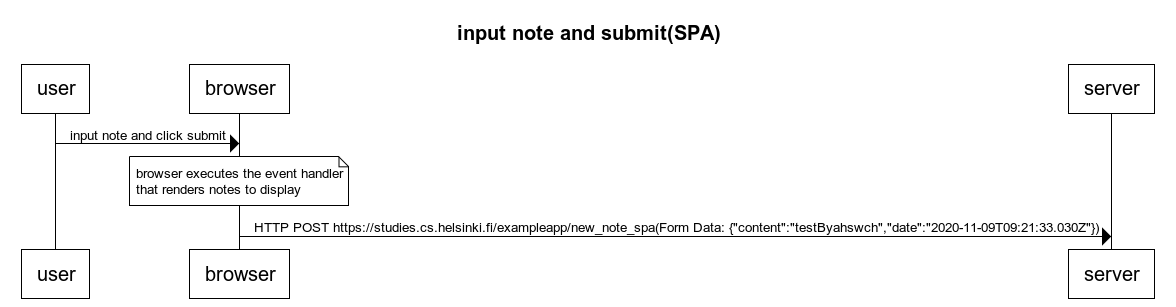 input note and submit(SPA)
user
browser
server
input note and click submit
browser executes the event handler
that renders notes to display
HTTP POST https://studies.cs.helsinki.fi/exampleapp/new_note_spa(Form Data: {"content":"testByahswch","date":"2020-11-09T09:21:33.030Z"})
user
browser
server